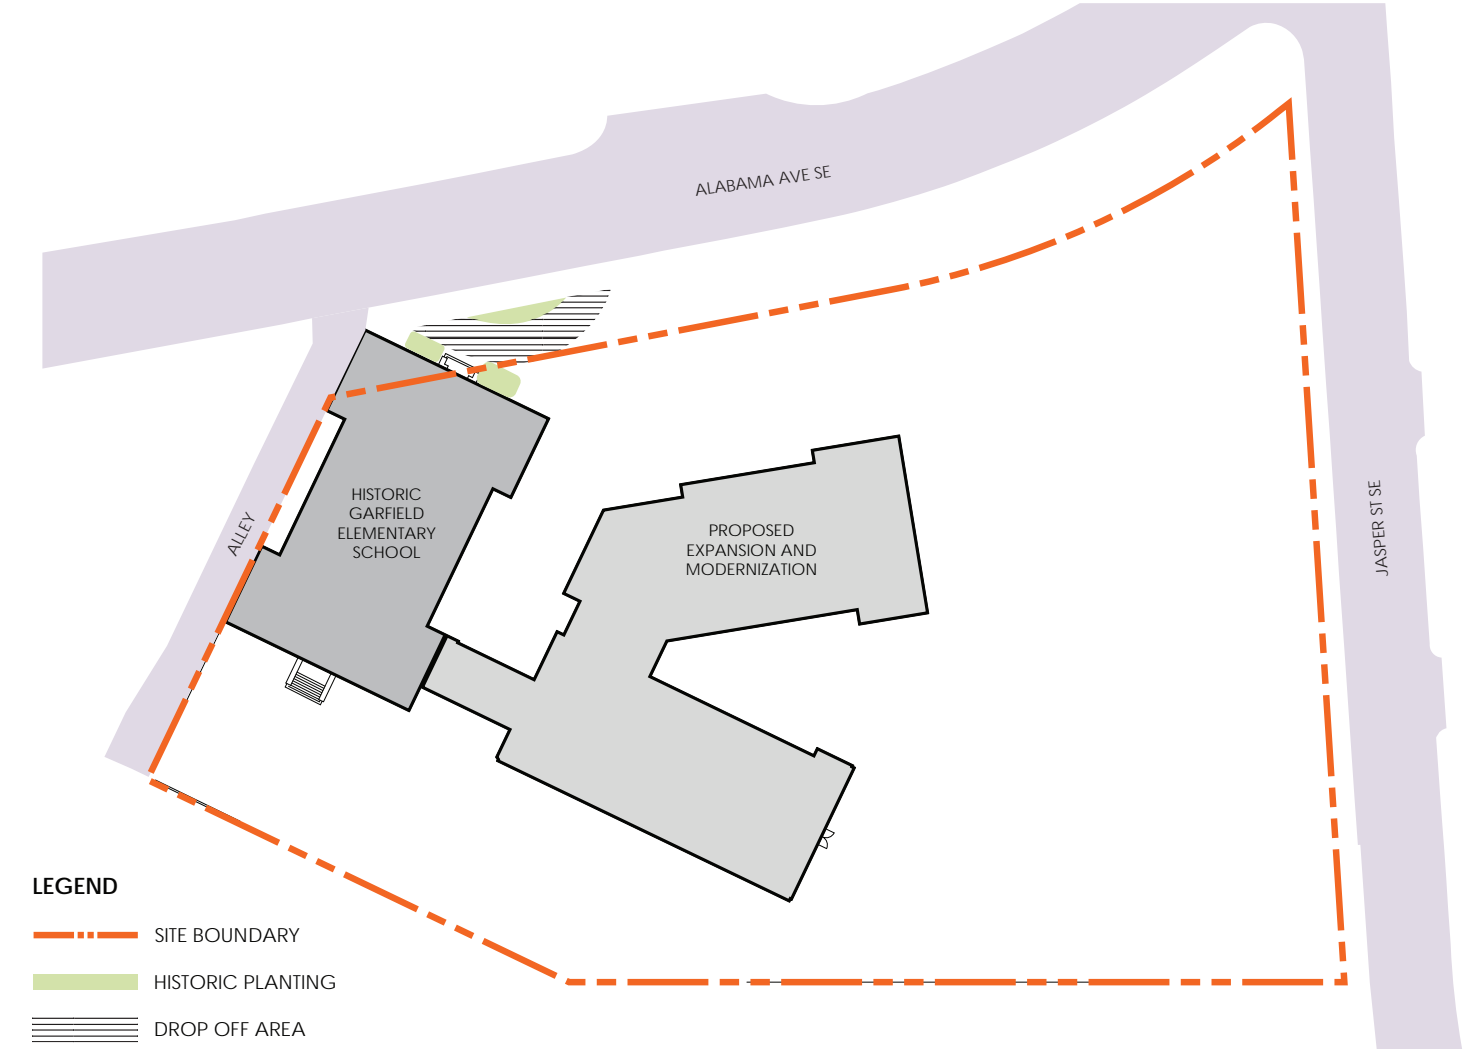 ALABAMA AVE SE
HISTORIC
GARFIELD
ELEMENTARY
SCHOOL
PROPOSED
EXPANSION AND
MODERNIZATION
ALLEY
JASPER ST SE
LEGEND
SITE BOUNDARY
HISTORIC PLANTING
DROP OFF AREA